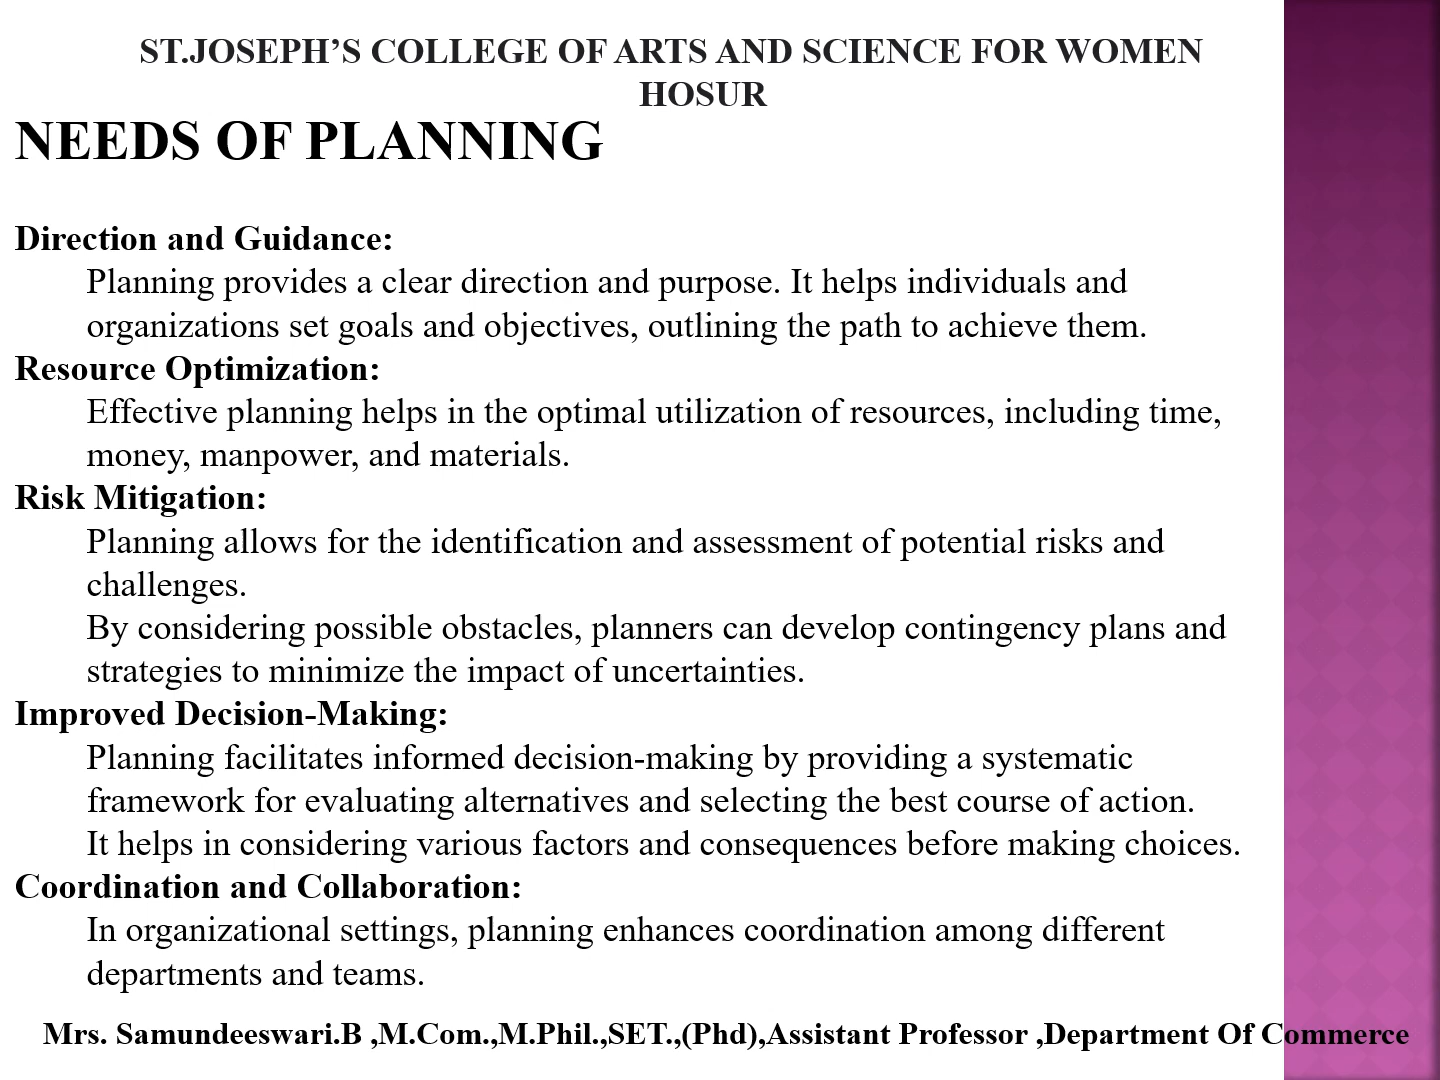 ST.JOSEPH’S COLLEGE OF ARTS AND SCIENCE FOR WOMEN
HOSUR
NEEDS OF PLANNING
Direction and Guidance:
Planning provides a clear direction and purpose. It helps individuals and
organizations set goals and objectives, outlining the path to achieve them.
Resource Optimization:
Effective planning helps in the optimal utilization of resources, including time,
money, manpower, and materials.
Risk Mitigation:
Planning allows for the identification and assessment of potential risks and
challenges.
By considering possible obstacles, planners can develop contingency plans and
strategies to minimize the impact of uncertainties.
Improved Decision-Making:
Planning facilitates informed decision-making by providing a systematic
framework for evaluating alternatives and selecting the best course of action.
It helps in considering various factors and consequences before making choices.
Coordination and Collaboration:
In organizational settings, planning enhances coordination among different
departments and teams.
Mrs. Samundeeswari.B ,M.Com.,M.Phil.,SET.,(Phd),Assistant Professor ,Department Of Commerce